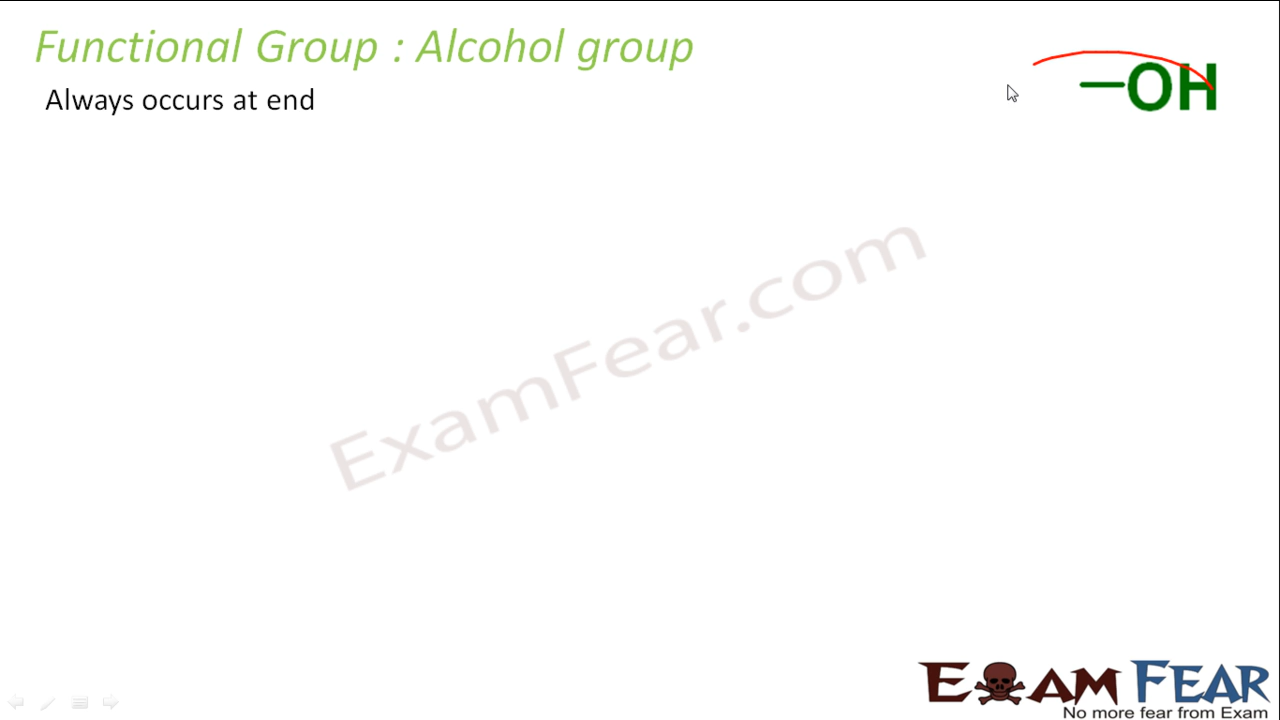 Functional Group : Alcohol group
Always occurs at end
—OH
ExamFear.com
EXAM FEAR
No more fear from Exam